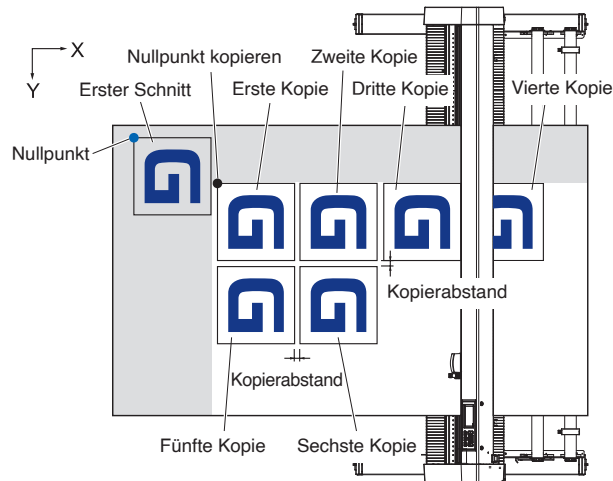 X
Y
Nullpunkt kopieren
Zweite Kopie
Erster Schnitt
Erste Kopie
Dritte Kopie
Vierte Kopie
Nullpunkt
Kopierabstand
Kopierabstand
Fünfte Kopie
Sechste Kopie